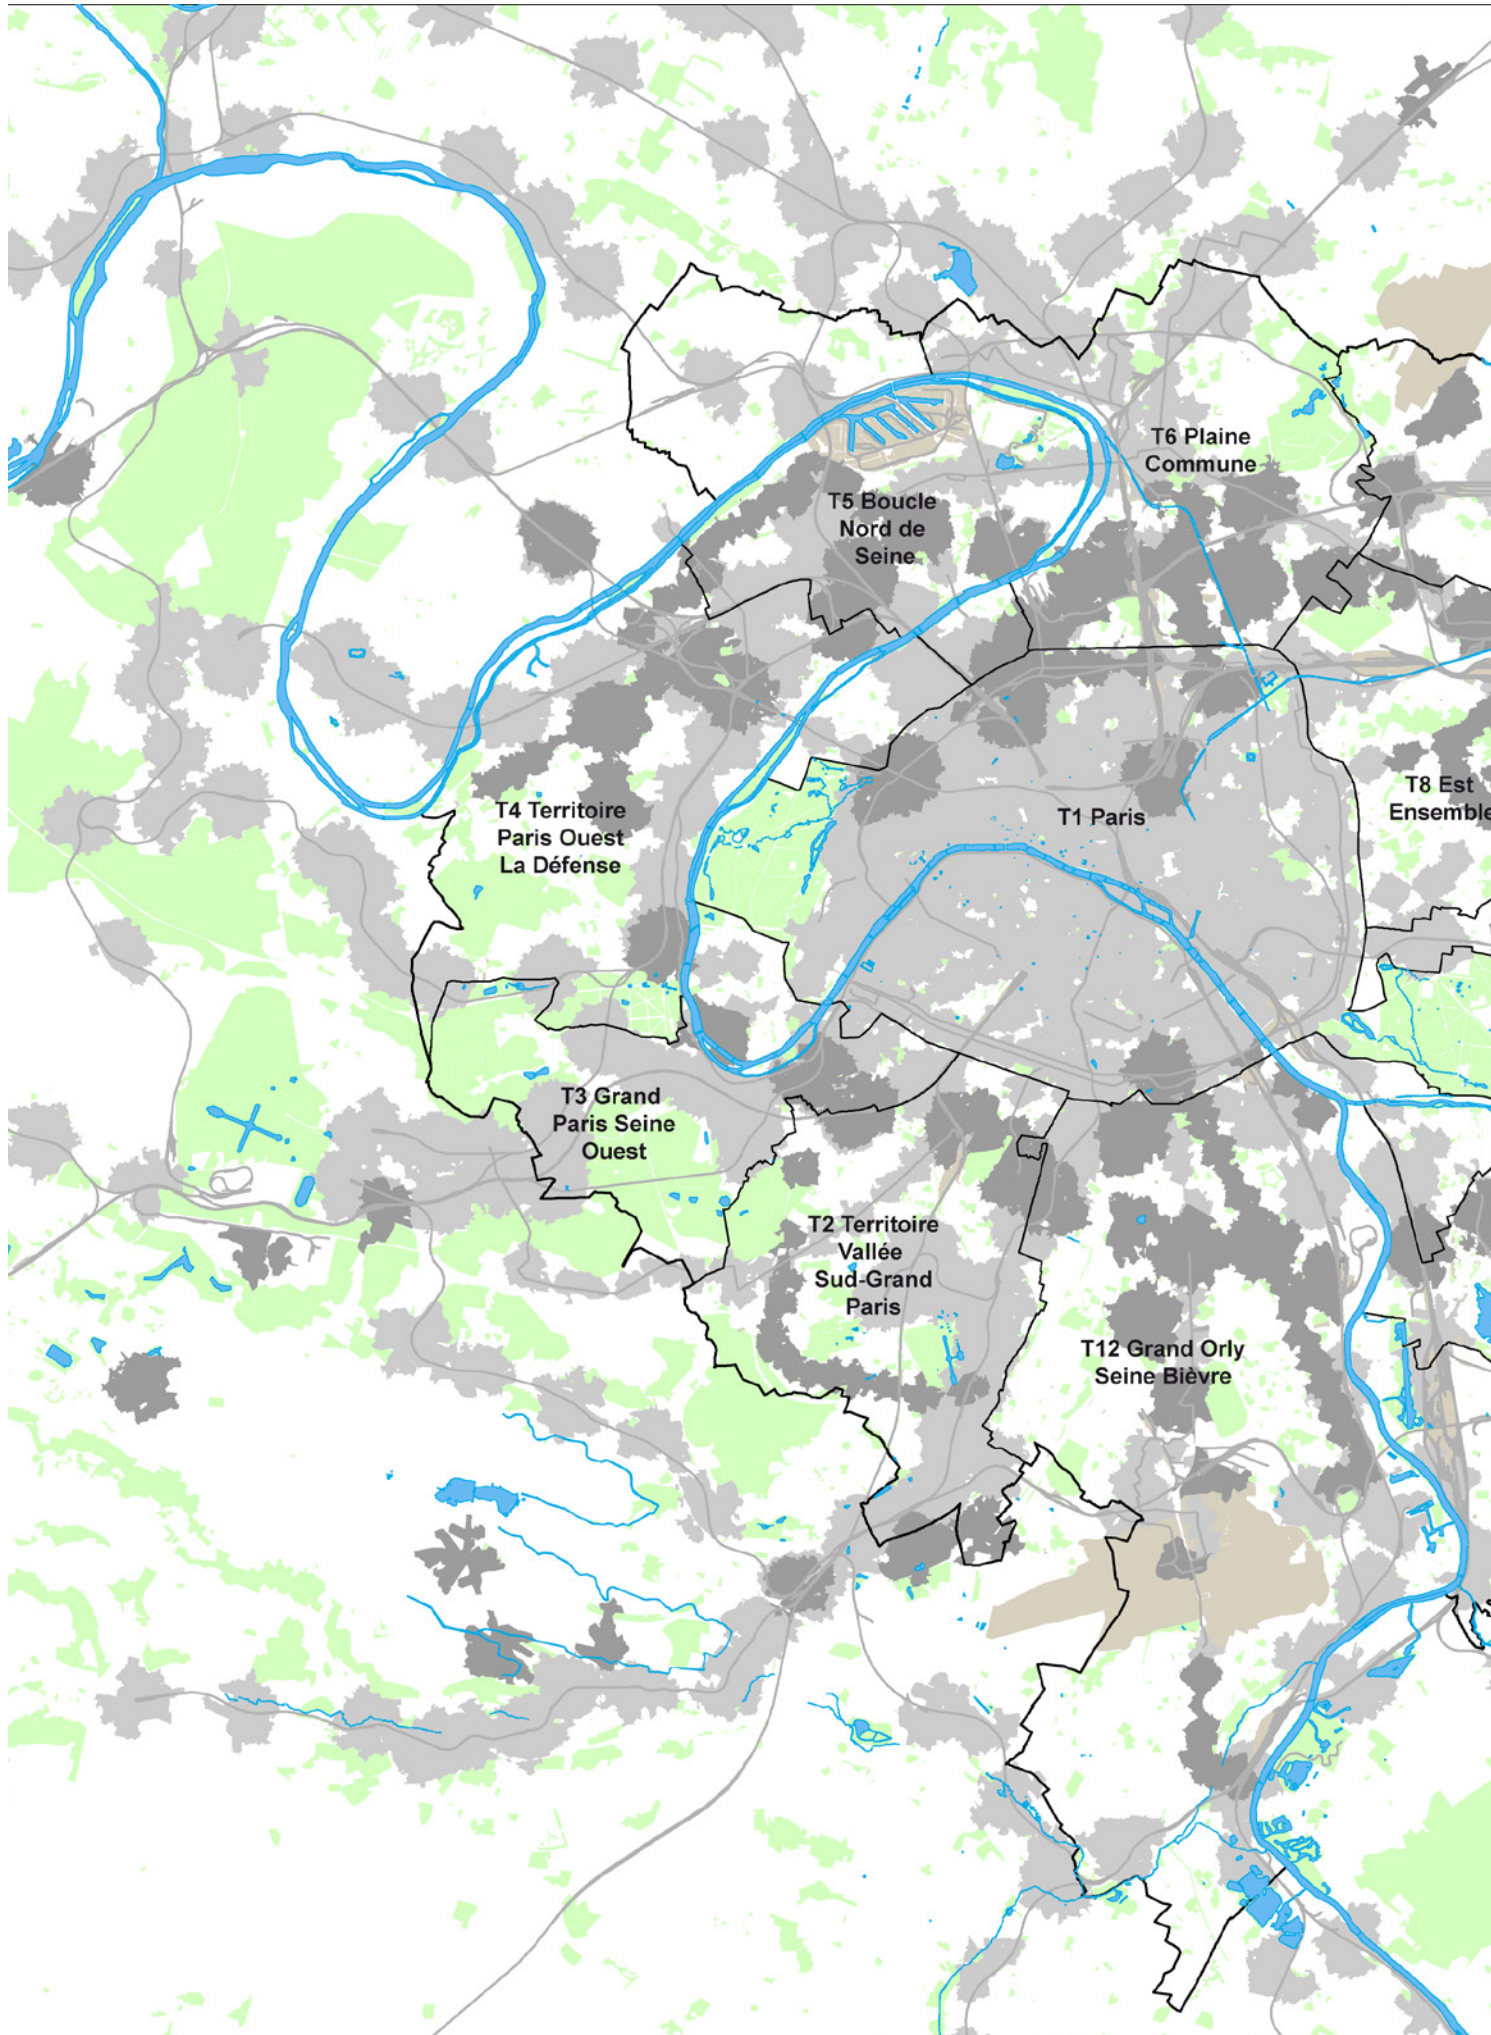 T6 Plaine
Commune
T5 Boucle
Nord de
Seine
T8 Est
Ensemble
T4 Territoire
Paris Ouest
La Défense
T1 Paris
T3 Grand
Paris Seine
Ouest
T2 Territoire
Vallée
Sud-Grand
Paris
T12 Grand Orly
Seine Bièvre